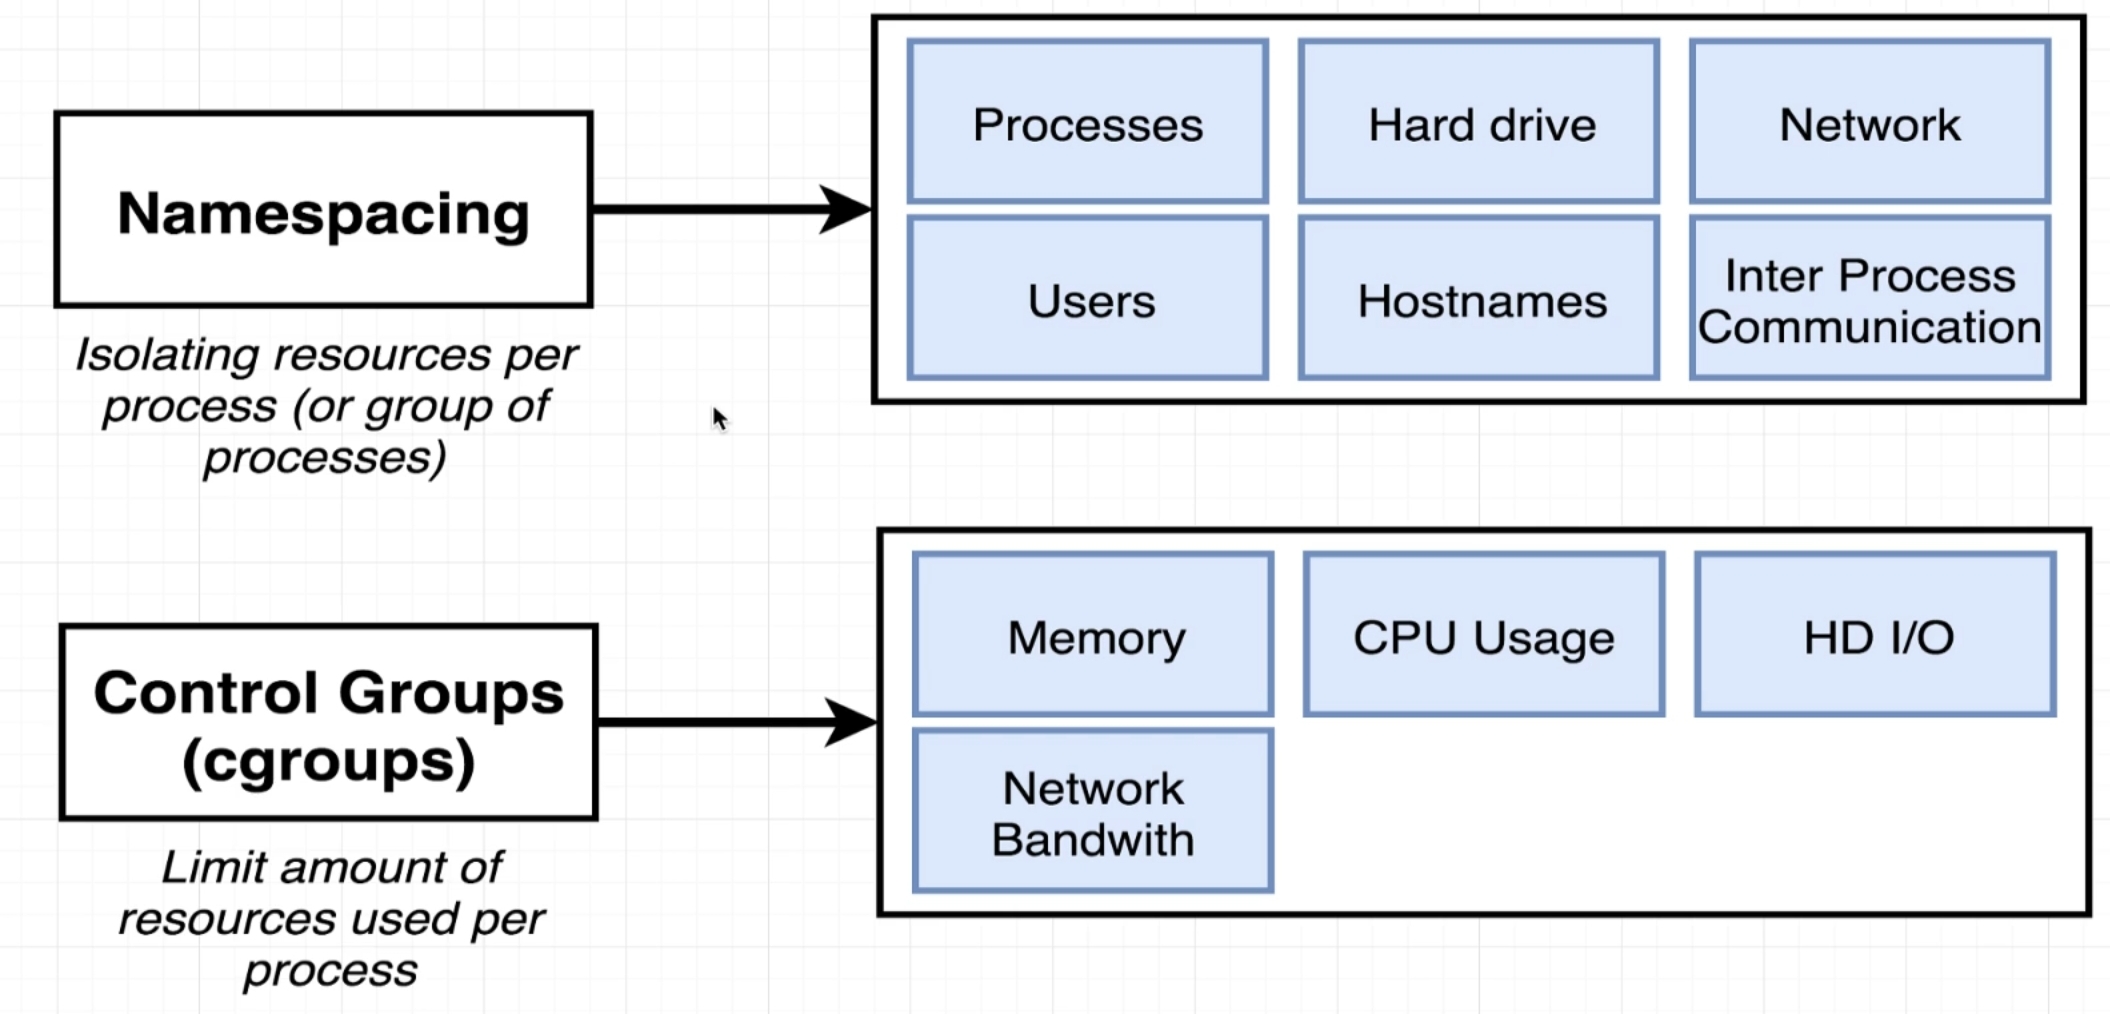 Namespacing
Isolating resources per
process (or group of
processes)
Processes
Hard drive
Network
Users
Hostnames
Inter Process
Communication
Control Groups
(cgroups)
Limit amount of
resources used per
process
Memory
CPU Usage
HD I/O
Network
Bandwith